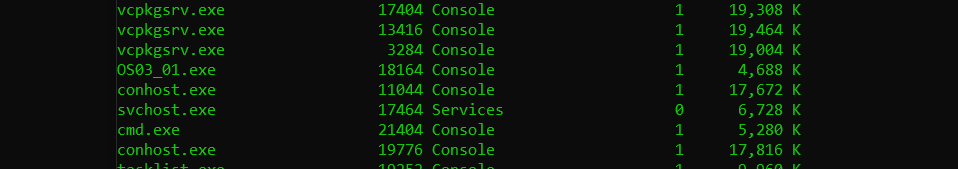 vcpkgsrv.exe 17404 Console 1 19,308 K
vcpkgsrv.exe 13416 Console 1 19,464 K
vcpkgsrv.exe 3284 Console 1 19,004 K
OS03_01.exe 18164 Console 1 4,688 K
conhost.exe 11044 Console 1 17,672 K
svchost.exe 17464 Services 0 6,728 K
cmd.exe 21404 Console 1 5,280 K
conhost.exe 19776 Console 1 17,816 K